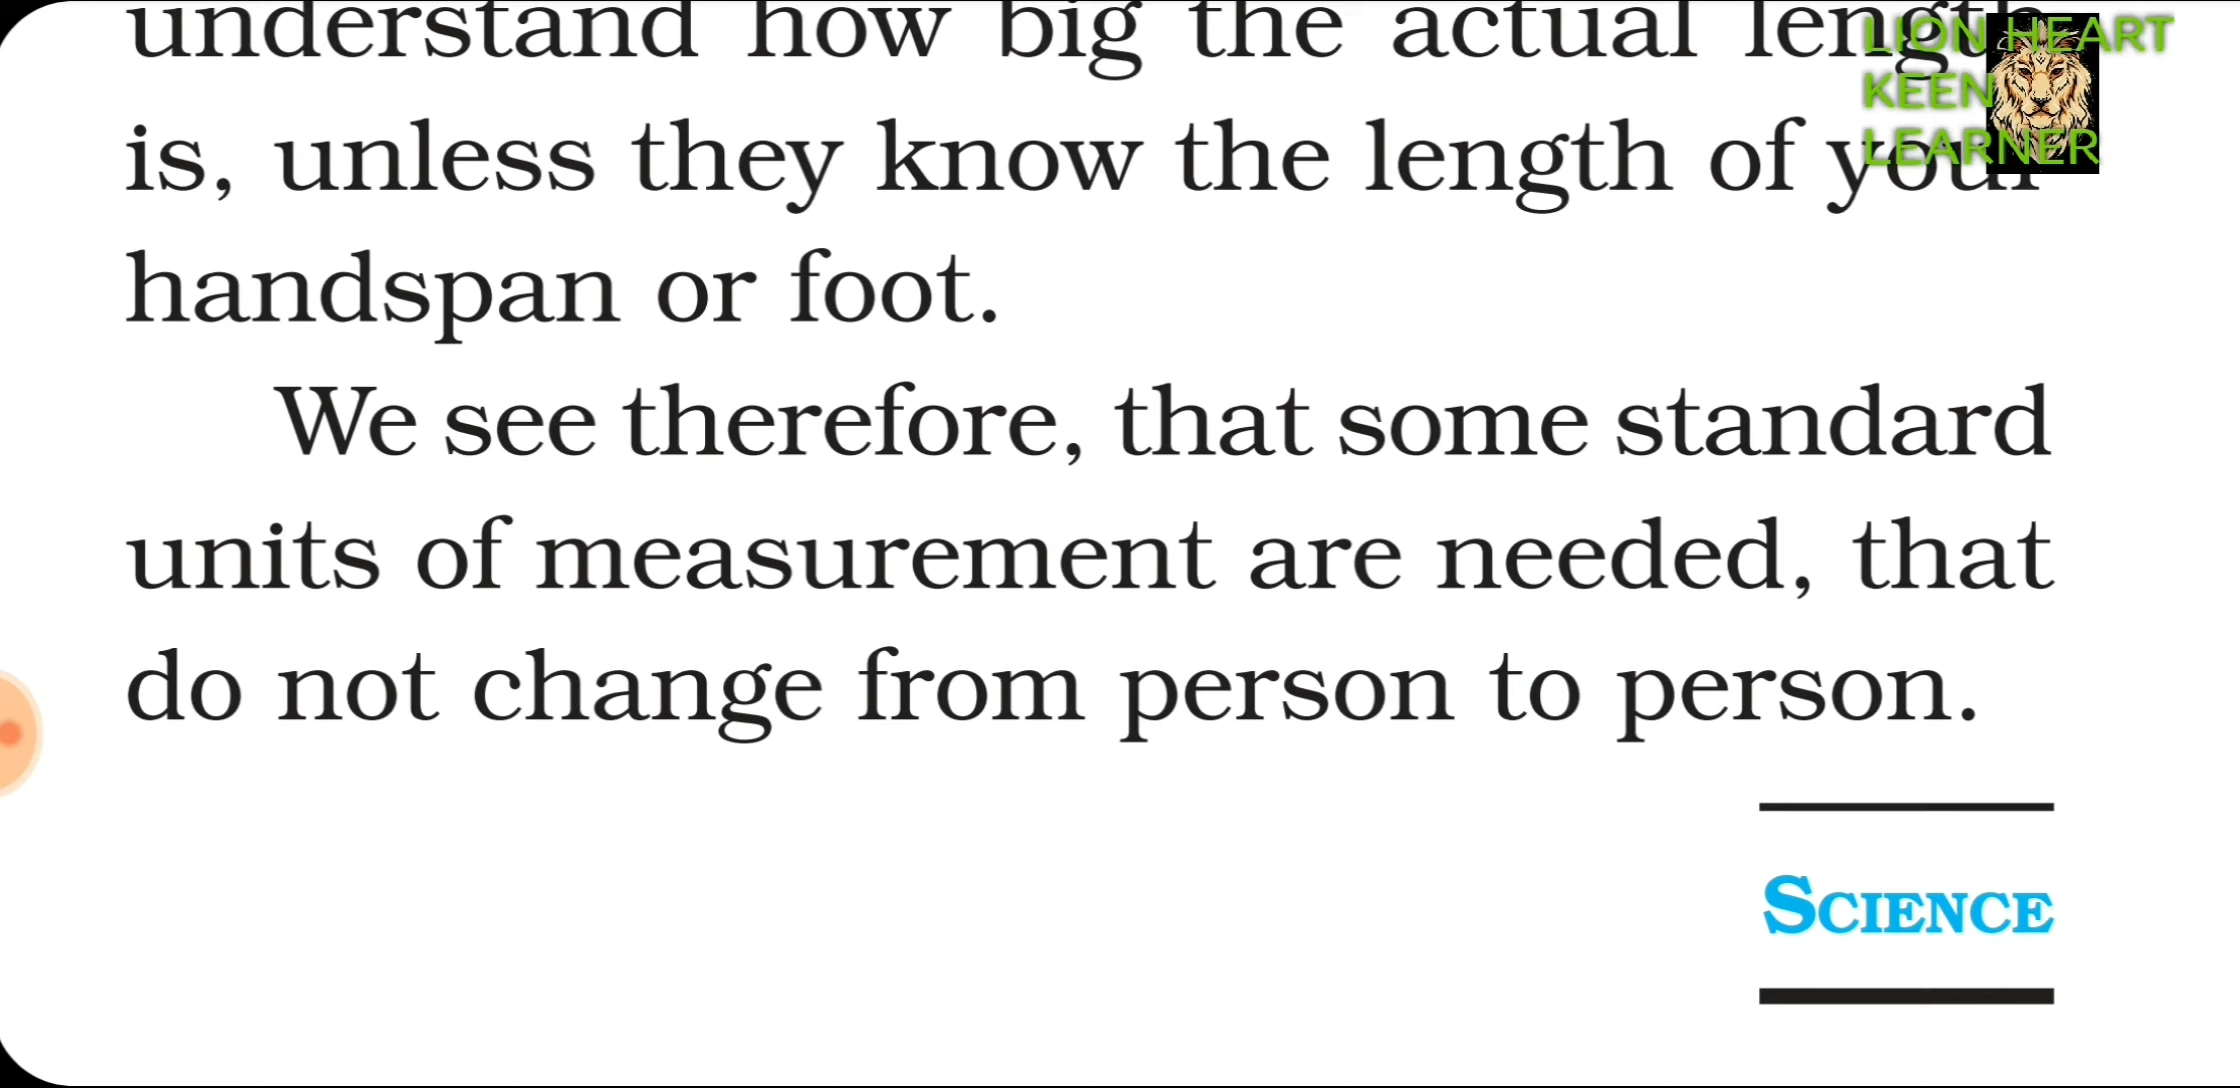 understand how big the actual length
is, unless they know the length of your
handspan or foot.
We see therefore, that some standard
units of measurement are needed, that
do not change from person to person.
SCIENCE
LION HEART
KEEN
LEARNER